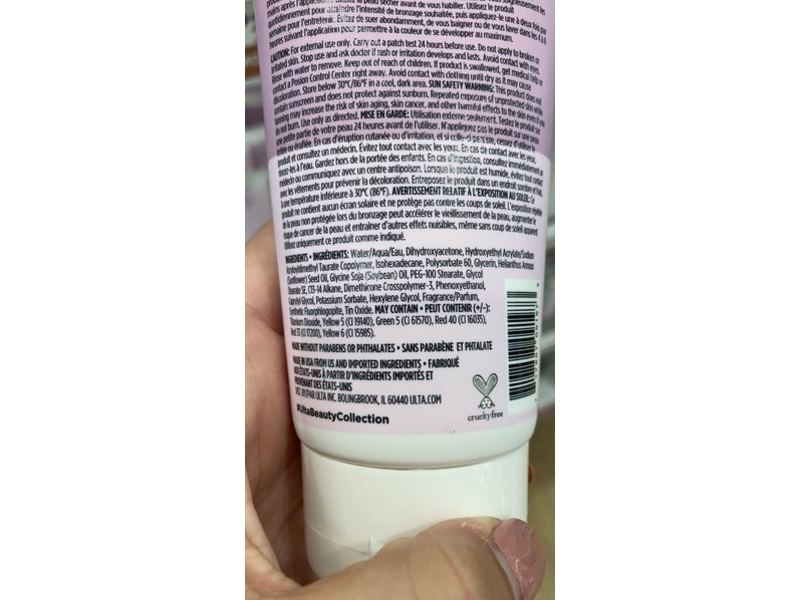 mains après l'application. Laissez la peau sécher avant de vous habiller. Utilisez le produit
quotidiennement pour atteindre l'intensité de bronzage souhaitée, puis appliquez-le une à deux fois par
semaine pour l'entretenir. Évitez de suer abondamment, de vous baigner ou de vous laver dans les 4 à
heures suivant l'application pour permettre à la couleur de se développer au maximum.
CAUTION: For external use only. Carry out a patch test 24 hours before use. Do not apply to broken or
irritated skin. Stop use and ask doctor if rash or irritation develops and lasts. Avoid contact with eyes.
Rinse with water to remove. Keep out of reach of children. If product is swallowed, get medical help or
contact a Posion Control Center right away. Avoid contact with clothing until dry as it may cause
discoloration. Store below 30°C/86°F in a cool, dark area. SUN SAFETY WARNING: This product does not
contain sunscreen and does not protect against sunburn. Repeated exposure of unprotected skin while
tanning may increase the risk of skin aging, skin cancer, and other harmful effects to the skin even if you
do not burn. Use only as directed. MISE EN GARDE: Utilisation externe seulement. Testez le produit sur
une petite partie de votre peau 24 heures avant de l'utiliser. N'appliquez pas le produit sur une peau
irritée ou éraflée. En cas d'éruption cutanée ou d'irritation, et si celle-ci persiste, cessez d'utiliser le
produit et consultez un médecin. Évitez tout contact avec les yeux. En cas de contact avec les yeux,
rincez-les à l'eau. Gardez hors de la portée des enfants. En cas d'ingestion, consultez immédiatement un
médecin ou communiquez avec un centre antipoison. Lorsque le produit est humide, évitez tout contact
avec les vêtements pour prévenir la décoloration. Entreposez le produit dans un endroit sombre et frais,
à une température inférieure à 30°C (86°F). AVERTISSEMENT RELATIF À L'EXPOSITION AU SOLEIL: Ce
produit ne contient aucun écran solaire et ne protège pas contre les coups de soleil. L'exposition répétée
de la peau non protégée lors du bronzage peut accélérer le vieillissement de la peau, augmenter le
risque de cancer de la peau et entraîner d'autres effets nuisibles, même sans coup de soleil apparent.
Utilisez uniquement ce produit comme indiqué.
INGREDIENTS • INGRÉDIENTS: Water/Aqua/Eau, Dihydroxyacetone, Hydroxyethyl Acrylate/Sodium
Acryloyldimethyl Taurate Copolymer, Isohexadecane, Polysorbate 60, Glycerin, Helianthus Annuus
(Sunflower) Seed Oil, Glycine Soja (Soybean) Oil, PEG-100 Stearate, Glycol
Stearate SE, C13-14 Alkane, Dimethicone Crosspolymer-3, Phenoxyethanol,
Caprylyl Glycol, Potassium Sorbate, Hexylene Glycol, Fragrance/Parfum,
Synthetic Fluorphlogopite, Tin Oxide. MAY CONTAIN • PEUT CONTENIR (+/-):
Titanium Dioxide, Yellow 5 (CI 19140), Green 5 (CI 61570), Red 40 (CI 16035),
Red 33 (CI 17200), Yellow 6 (CI 15985).
MADE WITHOUT PARABENS OR PHTHALATES • SANS PARABÈNE ET PHTALATE
MADE IN USA FROM US AND IMPORTED INGREDIENTS • FABRIQUÉ
AUX ÉTATS-UNIS À PARTIR D'INGRÉDIENTS IMPORTÉS ET
PROVENANT DES ÉTATS-UNIS
DIST. BY/PAR ULTA INC. BOLINGBROOK, IL 60440 ULTA.COM
#UltaBeautyCollection
crueltyfree